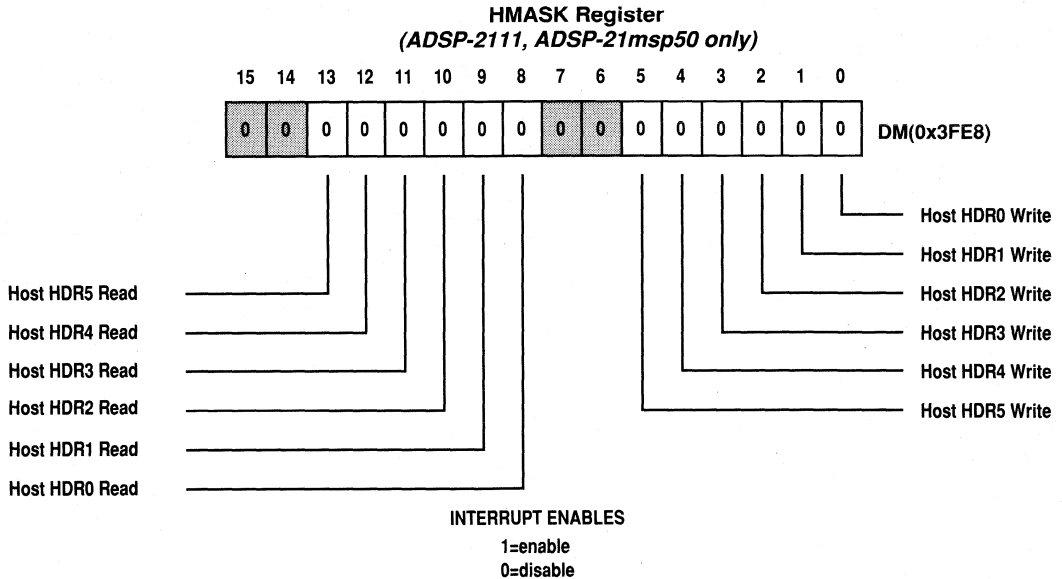 HMASK Register
(ADSP-2111, ADSP-21msp50 only)
15 14 13 12 11 10 9 8 7 6 5 4 3 2 1 0
0 0 0 0 0 0 0 0 0 0 0 0 0 0 0 0 DM(0x3FE8)
Host HDR0 Write
Host HDR1 Write
Host HDR5 Read Host HDR2 Write
Host HDR4 Read Host HDR3 Write
Host HDR3 Read Host HDR4 Write
Host HDR2 Read Host HDR5 Write
Host HDR1 Read
Host HDR0 Read
INTERRUPT ENABLES
1=enable
0=disable